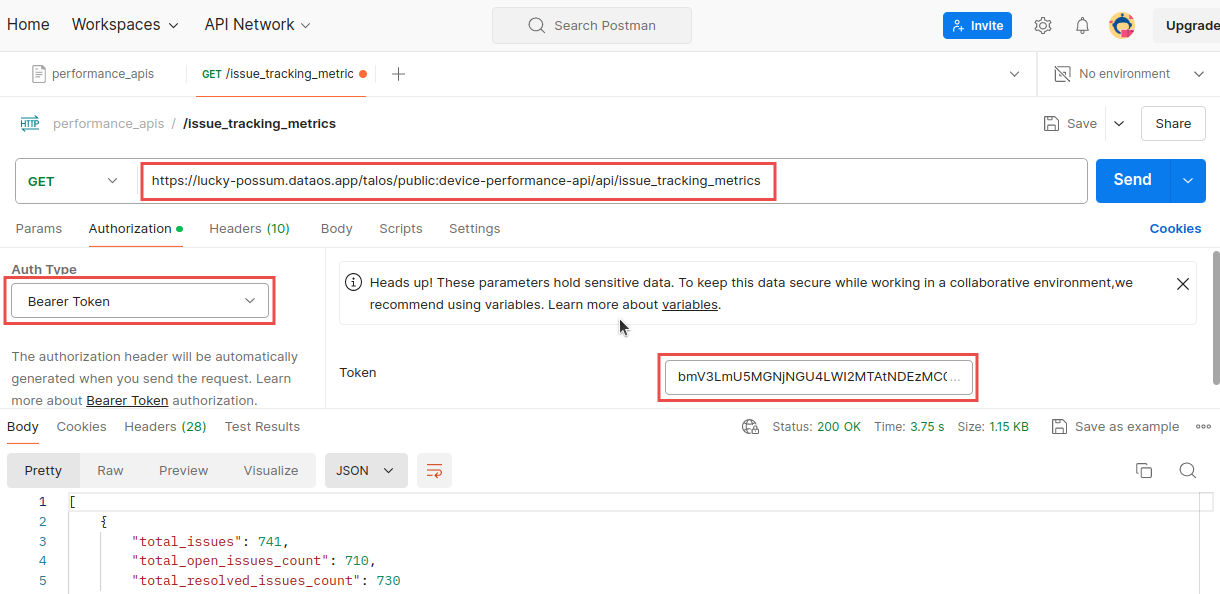 Home Workspaces API Network Search Postman Invite Upgrade
performance_apis GET /issue_tracking_metric No environment
HTTP performance_apis / /issue_tracking_metrics Save Share
GET https://lucky-possum.dataos.app/talos/public:device-performance-api/api/issue_tracking_metrics Send
Params Authorization Headers (10) Body Scripts Settings Cookies
Auth Type
Bearer Token
The authorization header will be automatically
generated when you send the request. Learn
more about Bearer Token authorization.
Heads up! These parameters hold sensitive data. To keep this data secure while working in a collaborative environment,we
recommend using variables. Learn more about variables.
Token bmV3LmU5MGNjNGU4LWI2MTAtNDEzMC...
Body Cookies Headers (28) Test Results Status: 200 OK Time: 3.75 s Size: 1.15 KB Save as example
Pretty Raw Preview Visualize JSON
1 [
2 {
3 "total_issues": 741,
4 "total_open_issues_count": 710,
5 "total_resolved_issues_count": 730